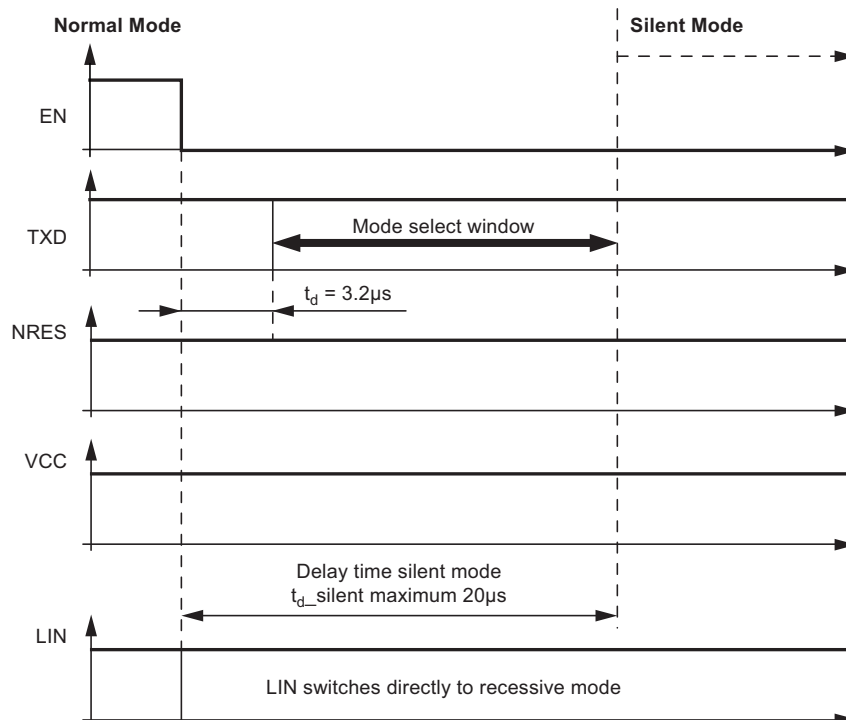 Normal Mode
Silent Mode
EN
TXD
Mode select window
t_d = 3.2µs
NRES
VCC
Delay time silent mode
t_d_silent maximum 20µs
LIN
LIN switches directly to recessive mode